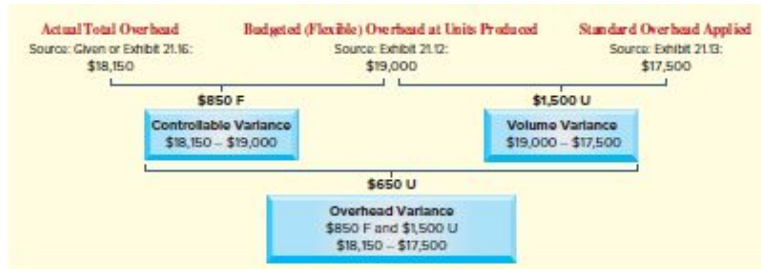 Actual Total Overhead Budgeted (Flexible) Overhead at Units Produced Standard Overhead Applied
Source: Given or Exhibit 21.16: Source: Exhibit 21.12: Source: Exhibit 21.13:
$18,150 $19,000 $17,500
$850 F $1,500 U
Controllable Variance Volume Variance
$18,150 – $19,000 $19,000 – $17,500
$650 U
Overhead Variance
$850 F and $1,500 U
$18,150 – $17,500